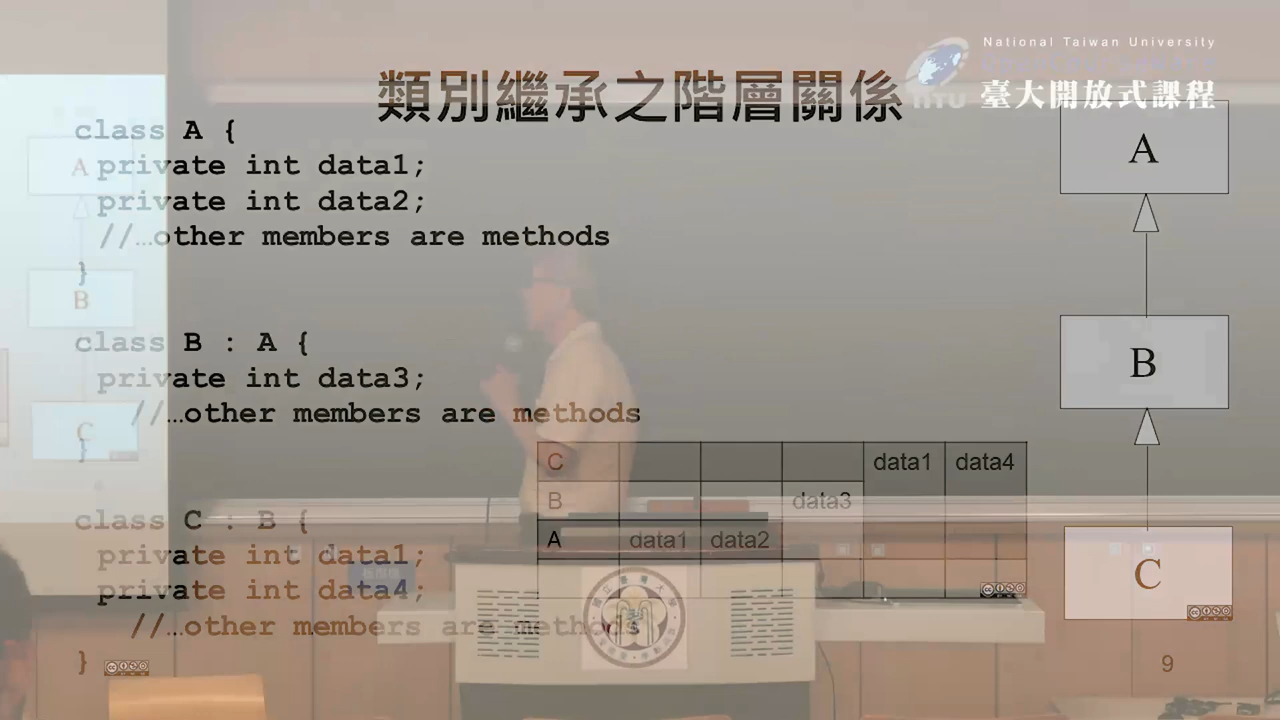 National Taiwan University
臺大開放式課程
NTU
類別繼承之階層關係
class A {
private int data1;
private int data2;
//…other members are methods
}
class B : A {
private int data3;
//…other members are methods
}
class C : B {
private int data1;
private int data4;
//…other members are methods
}
C data1 data4
B data3
A data1 data2
A
B
C
A
B
C
9